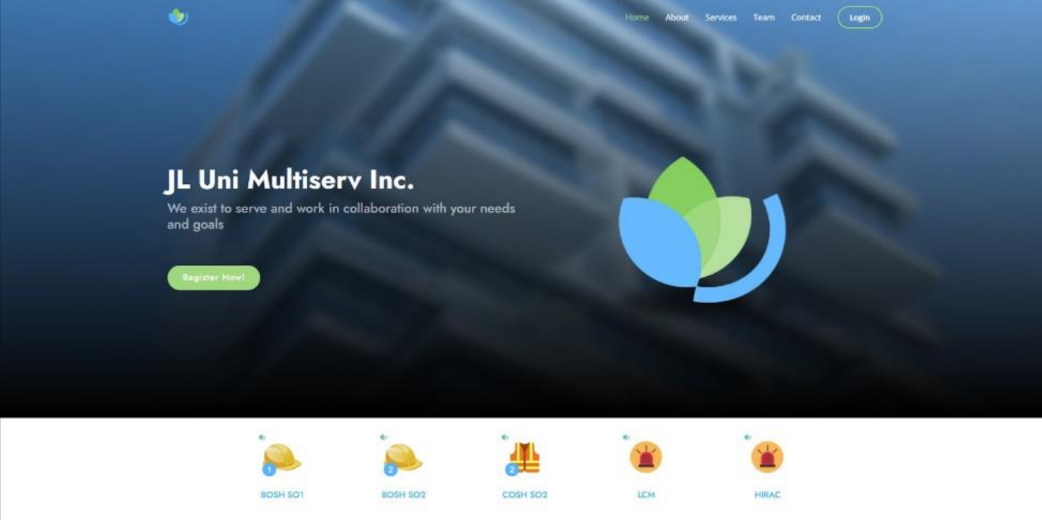 Home About Services Team Contact Login
JL Uni Multiserv Inc.
We exist to serve and work in collaboration with your needs
and goals
Register Now!
1 2 2
BOSH SO1 BOSH SO2 COSH SO2 LCM HIRAC